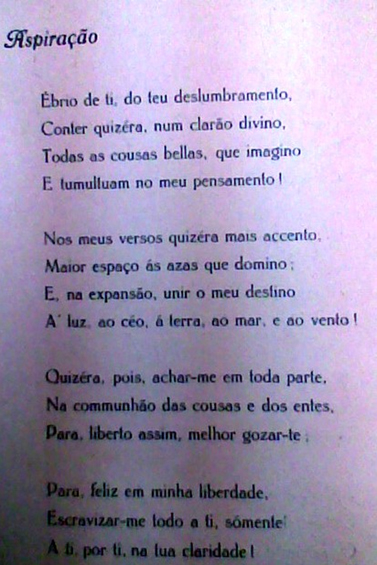 Aspiração
Ébrio de ti, do teu deslumbramento,
Conter quizéra, num clarão divino,
Todas as cousas bellas, que imagino
E tumultuam no meu pensamento!
Nos meus versos quizéra mais accento,
Maior espaço ás azas que domino;
E, na expansão, unir o meu destino
A' luz, ao céo, á terra, ao mar, e ao vento!
Quizéra, pois, achar-me em toda parte,
Na communhão das cousas e dos entes,
Para, liberto assim, melhor gozar-te;
Para, feliz em minha liberdade,
Escravizar-me todo a ti, sómente
A ti, por ti, na tua claridade!